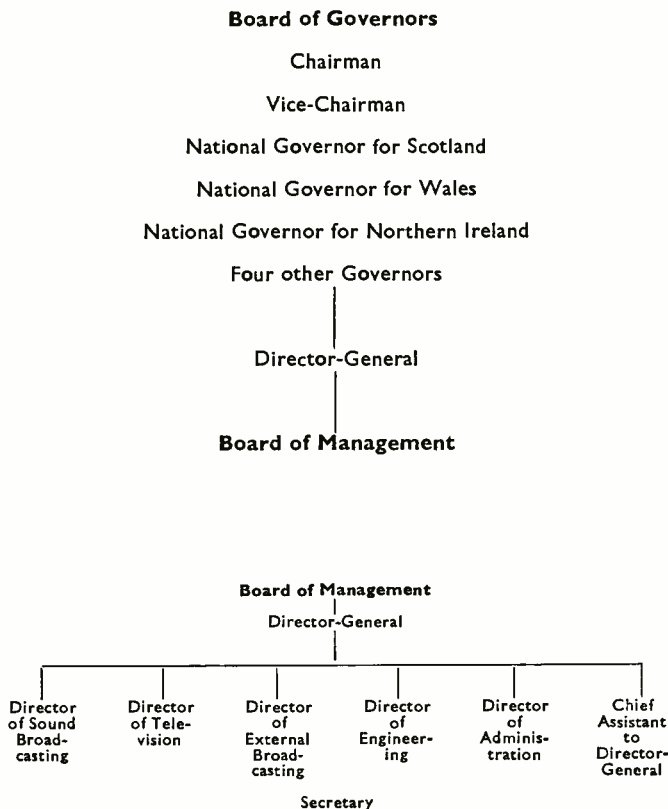 Board of Governors
Chairman
Vice-Chairman
National Governor for Scotland
National Governor for Wales
National Governor for Northern Ireland
Four other Governors
Director-General
Board of Management
Board of Management
Director-General
Director
of Sound
Broad-
casting
Director
of Tele-
vision
Director
of
External
Broad-
casting
Director
of
Engineer-
ing
Director
of
Adminis-
tration
Chief
Assistant
to
Director-
General
Secretary